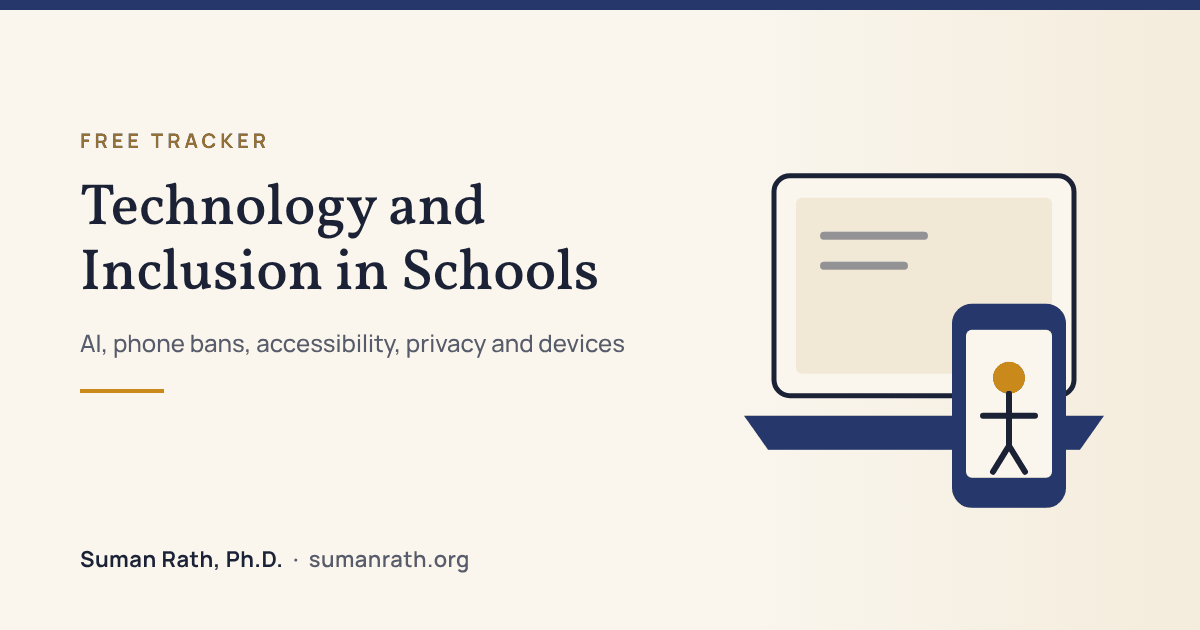 FREE TRACKER
Technology and
Inclusion in Schools
AI, phone bans, accessibility, privacy and devices
Suman Rath, Ph.D. · sumanrath.org